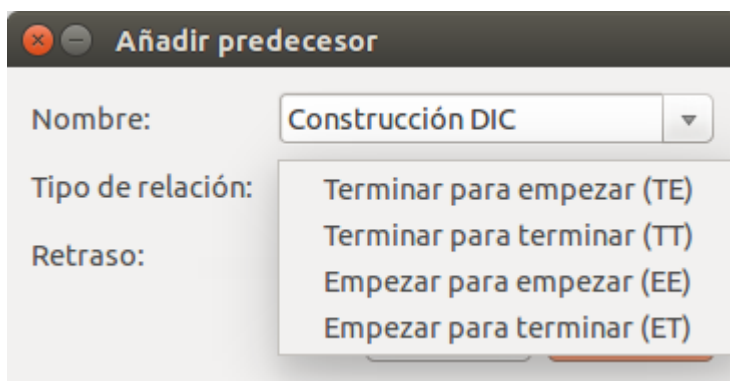 Añadir predecesor
Nombre: Construcción DIC
Tipo de relación: Terminar para empezar (TE)
Terminar para terminar (TT)
Retraso:
Empezar para empezar (EE)
Empezar para terminar (ET)